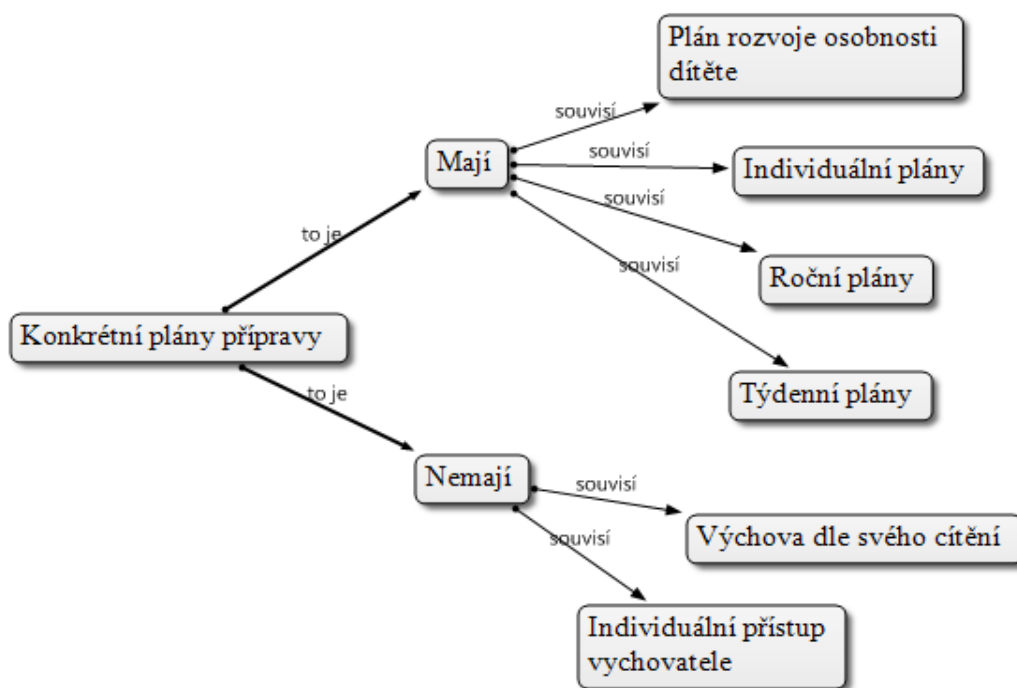 Plán rozvoje osobnosti
dítěte
souvisí
Mají
souvisí
Individuální plány
souvisí
to je
souvisí
Roční plány
Konkrétní plány přípravy
Týdenní plány
to je
Nemají
souvisí
Výchova dle svého cítění
souvisí
Individuální přístup
vychovatele